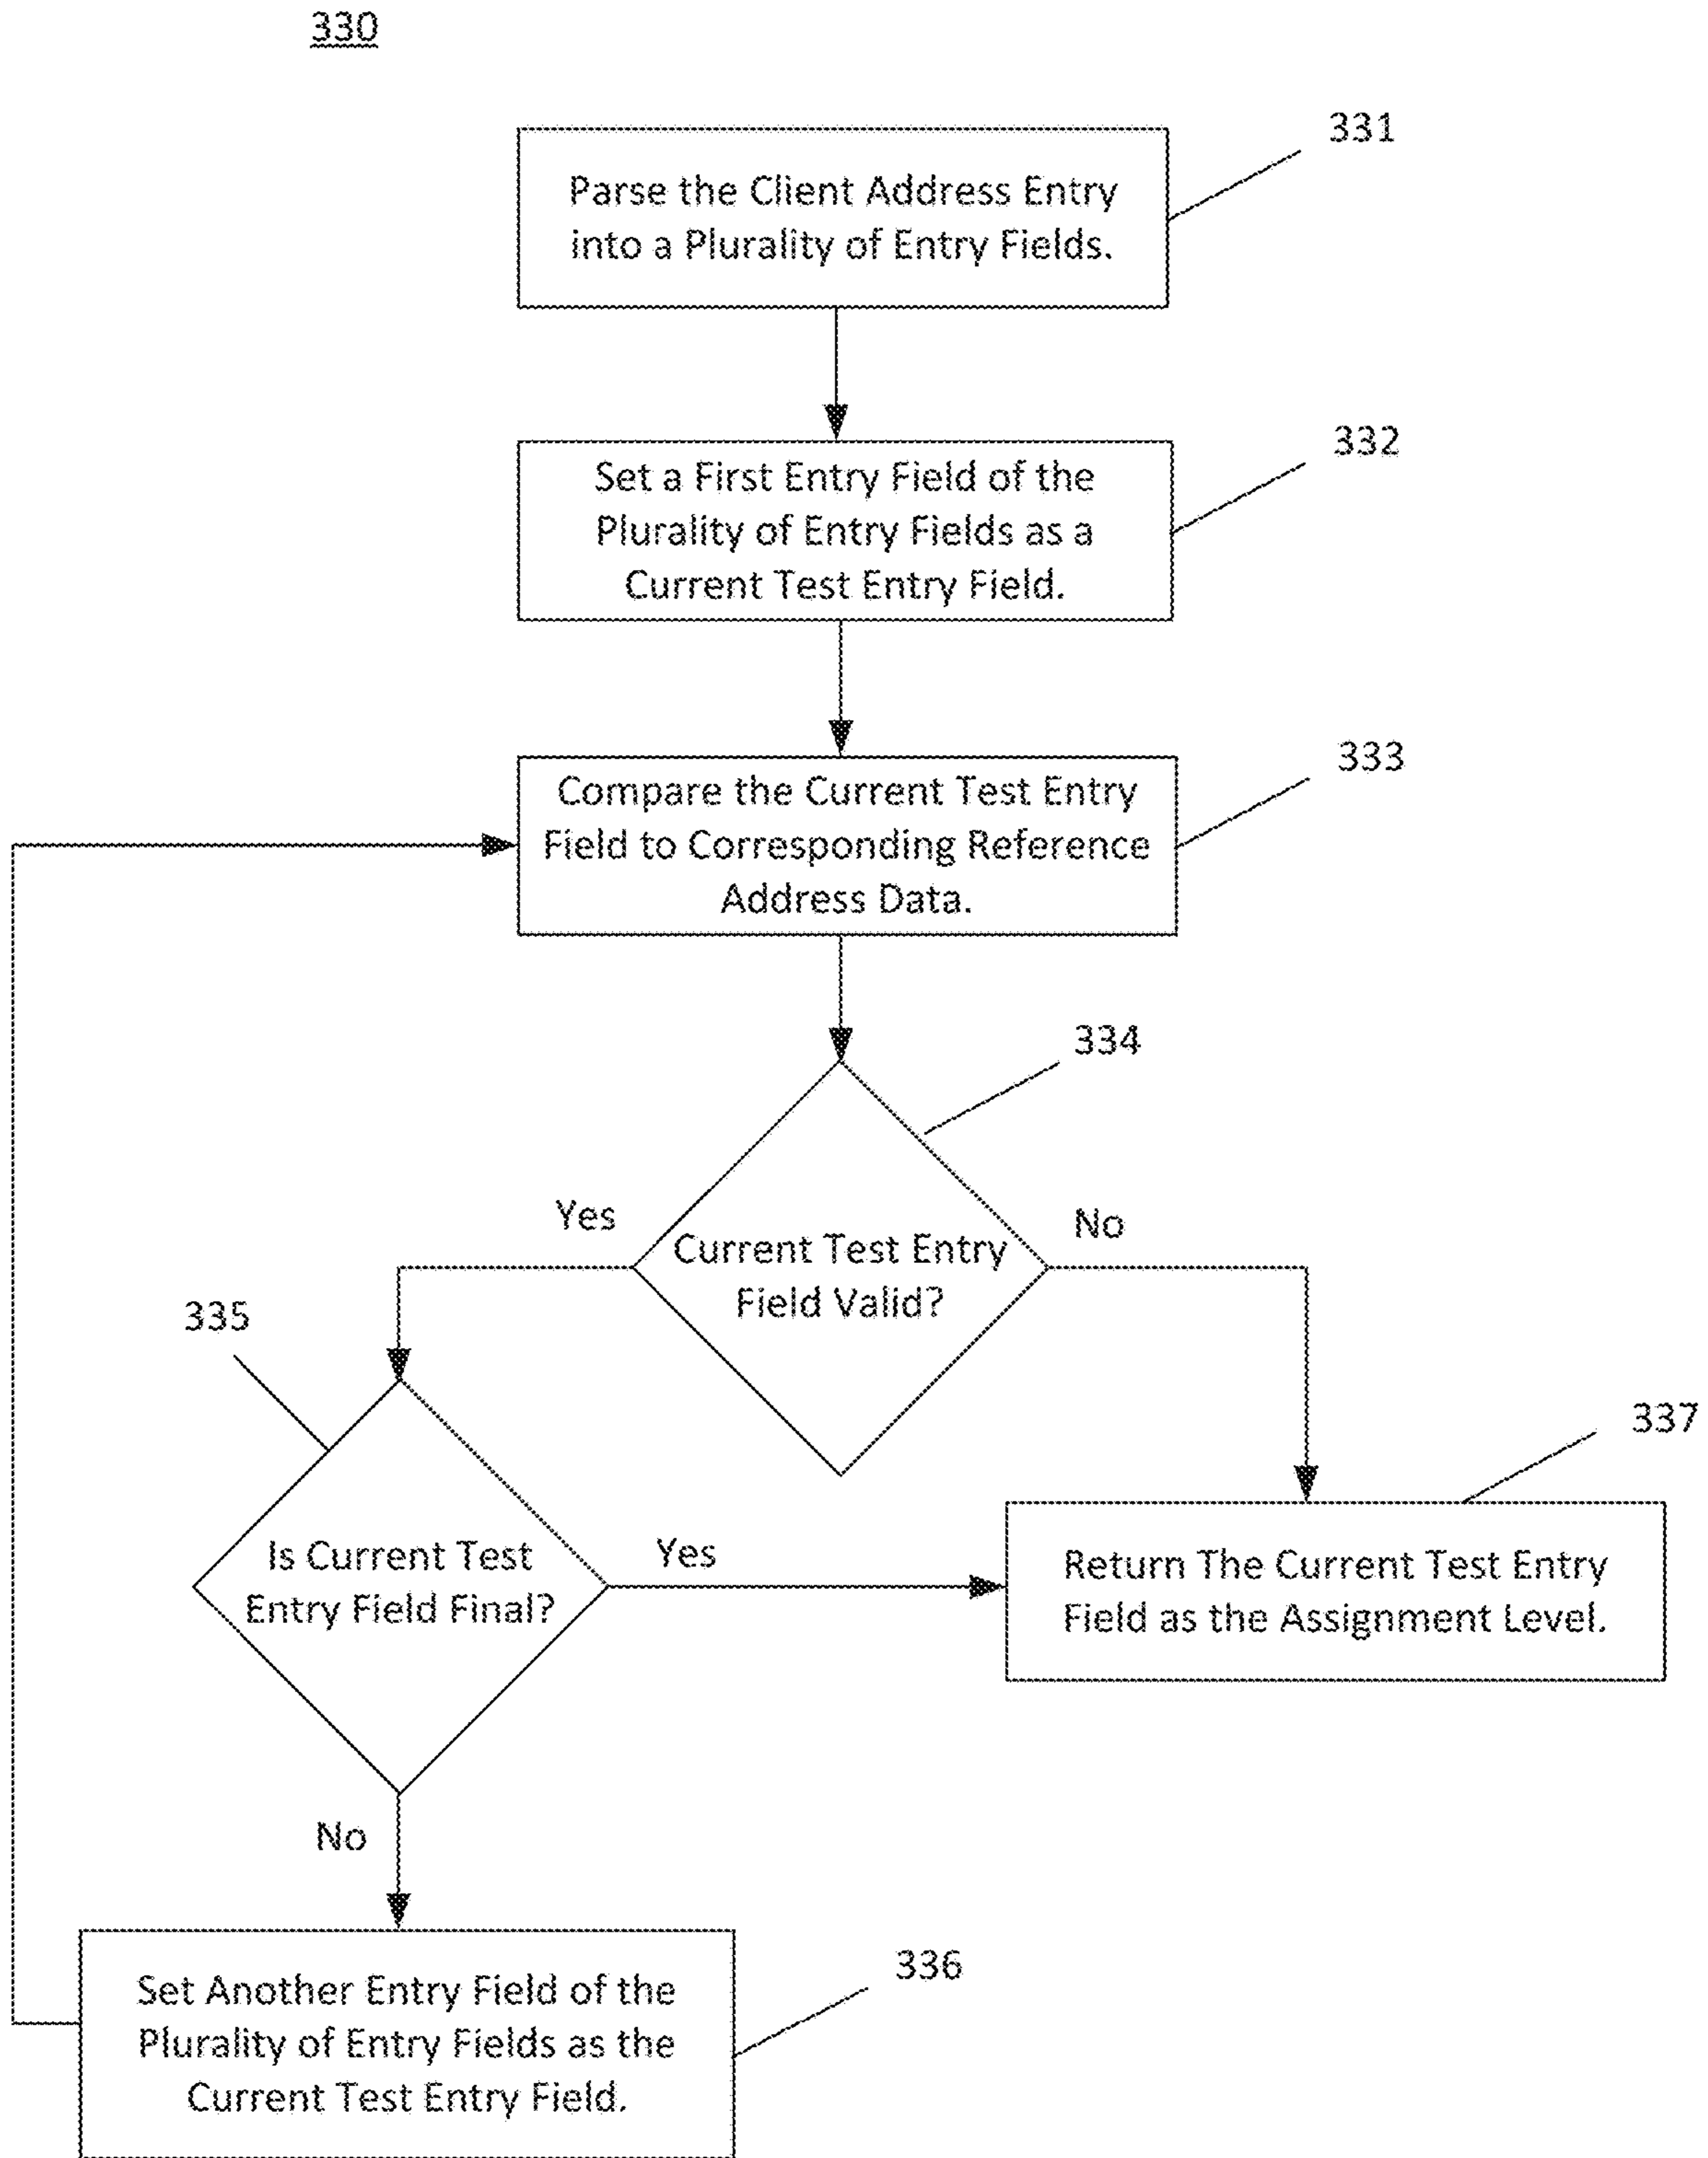 330
331
Parse the Client Address Entry
into a Plurality of Entry Fields.
332
Set a First Entry Field of the
Plurality of Entry Fields as a
Current Test Entry Field.
333
Compare the Current Test Entry
Field to Corresponding Reference
Address Data.
334
Yes
No
Current Test Entry
Field Valid?
335
337
Is Current Test
Entry Field Final?
Yes
Return The Current Test Entry
Field as the Assignment Level.
No
336
Set Another Entry Field of the
Plurality of Entry Fields as the
Current Test Entry Field.